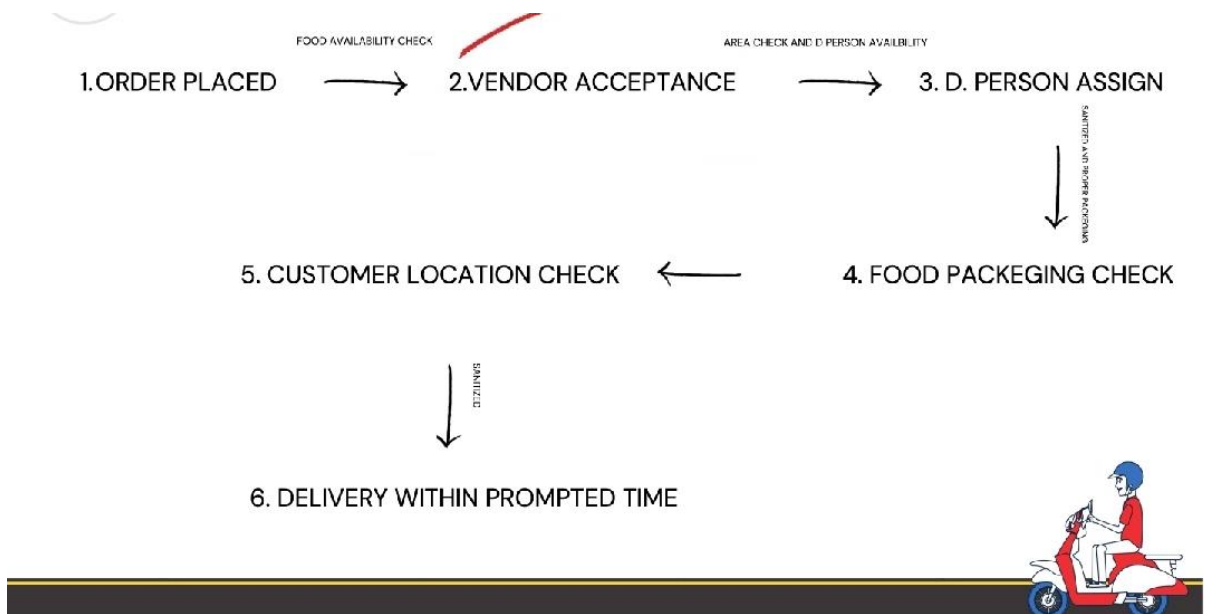 FOOD AVAILABILITY CHECK
AREA CHECK AND D PERSON AVAILBILITY
1.ORDER PLACED
2.VENDOR ACCEPTANCE
3. D. PERSON ASSIGN
SANITIZED AND PROPER PACKEGING
4. FOOD PACKEGING CHECK
5. CUSTOMER LOCATION CHECK
SANITIZED
6. DELIVERY WITHIN PROMPTED TIME